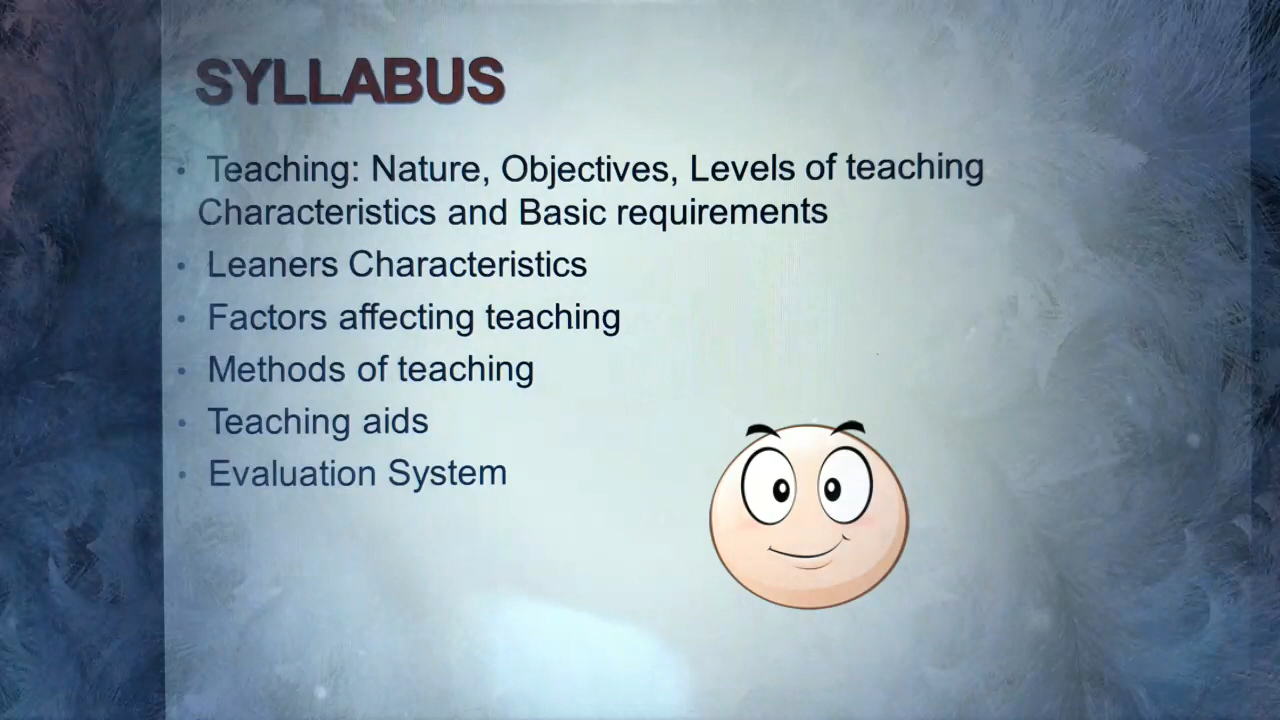 SYLLABUS
• Teaching: Nature, Objectives, Levels of teaching
Characteristics and Basic requirements
• Leaners Characteristics
• Factors affecting teaching
• Methods of teaching
• Teaching aids
• Evaluation System